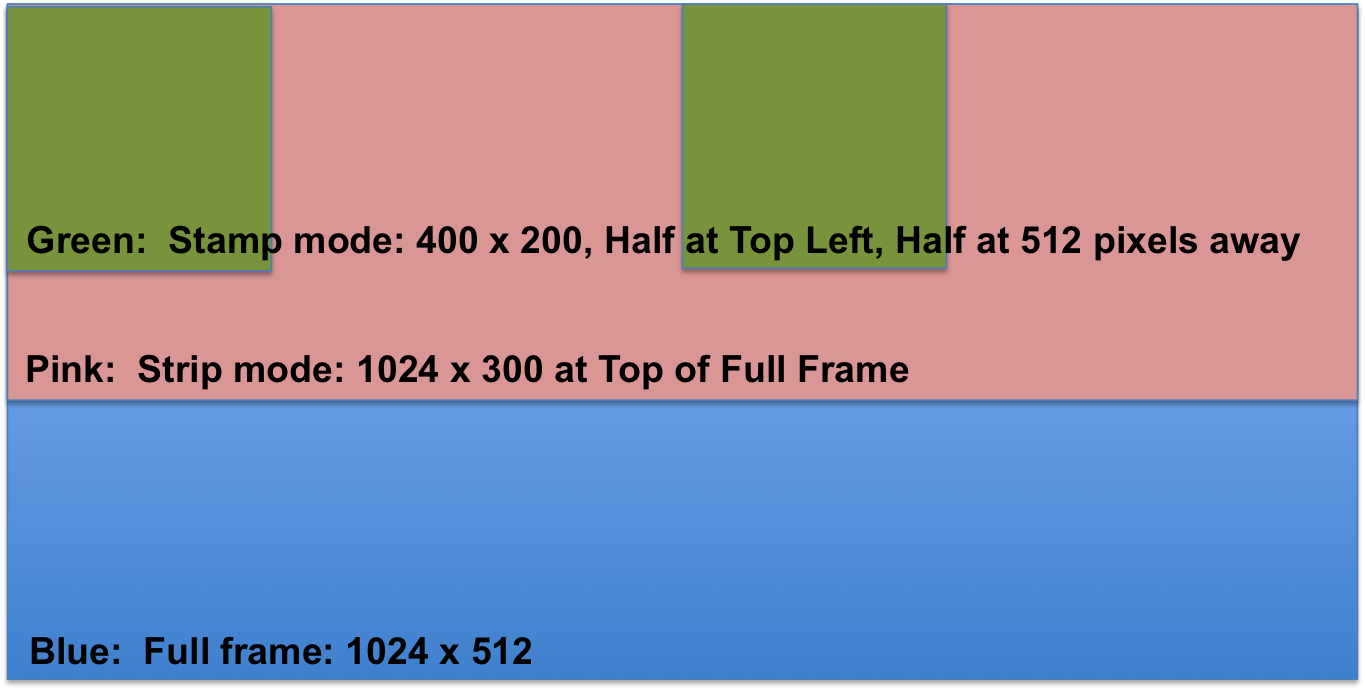 Green:  Stamp mode: 400 x 200, Half at Top Left, Half at 512 pixels away
Pink:  Strip mode: 1024 x 300 at Top of Full Frame
Blue:  Full frame: 1024 x 512